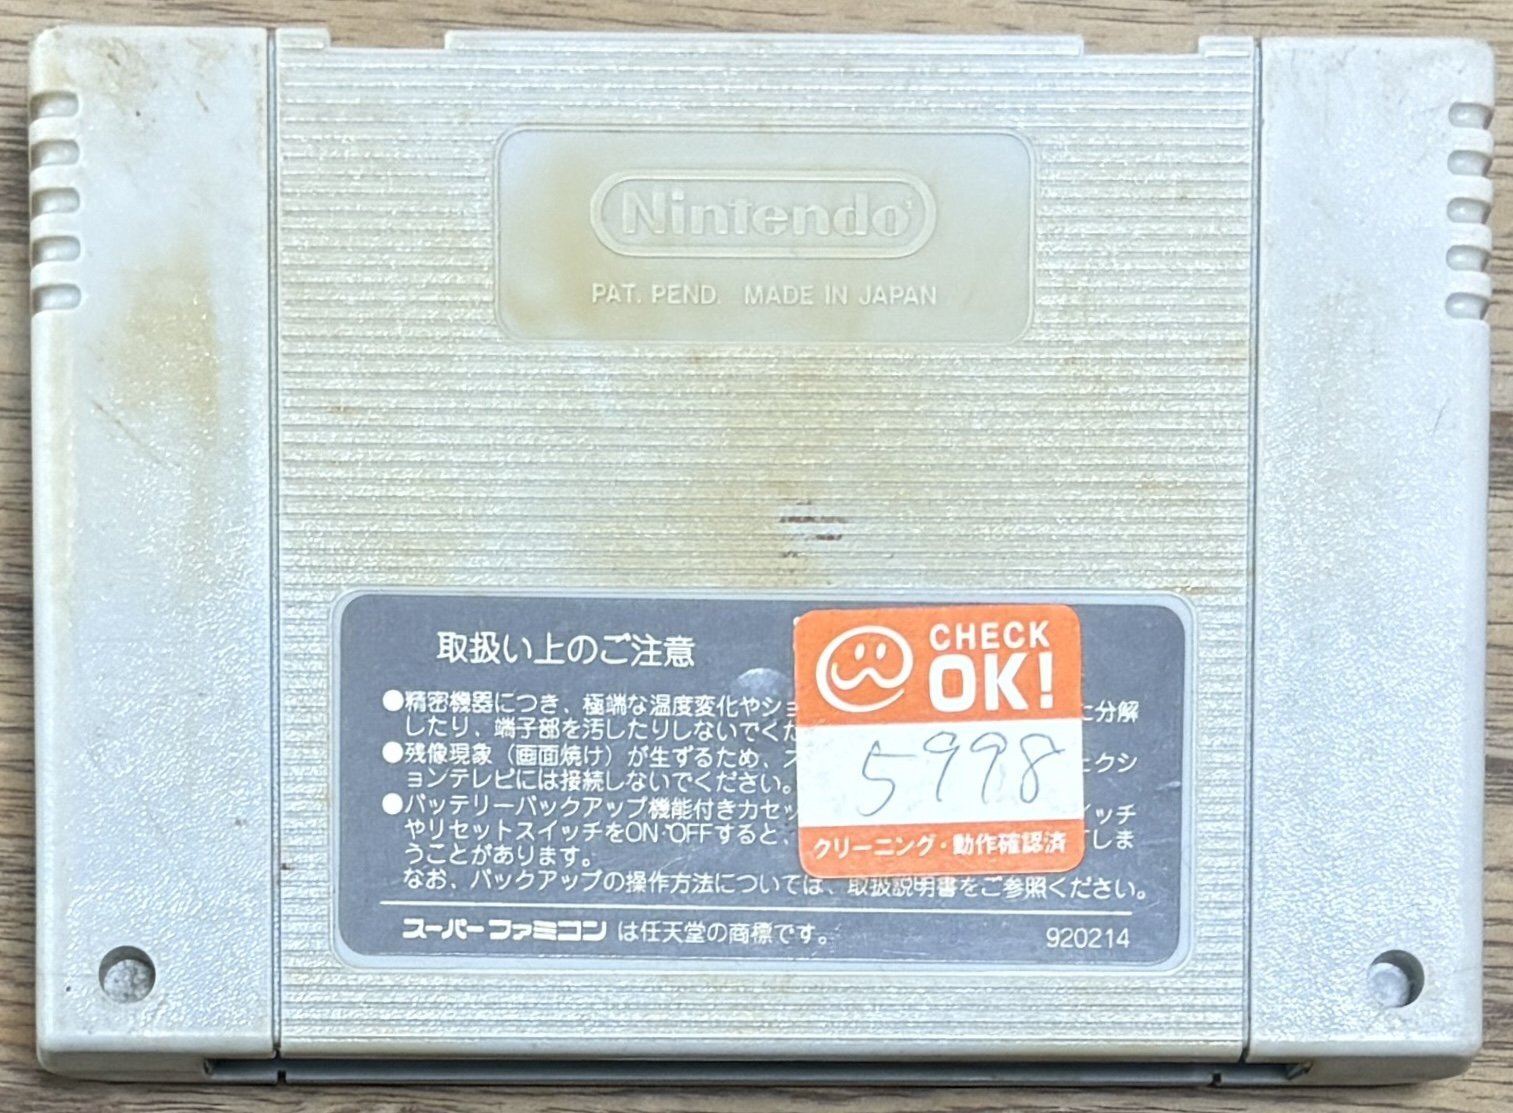 Nintendo
PAT. PEND. MADE IN JAPAN
取扱い上のご注意
●精密機器につき、極端な温度変化やショ
に分解
したり、端子部を汚したりしないでくだ
●残像現象(画面焼け)が生ずるため、ス
ェクシ
ョンテレビには接続しないでください。
●バッテリーバックアップ機能付きカセッ
ッチ
やリセットスイッチをON・OFFすると、
てしま
うことがあります。
なお、バックアップの操作方法については、取扱説明書をご参照ください。
スーパーファミコン は任天堂の商標です。
920214
CHECK
OK!
5998
クリーニング・動作確認済